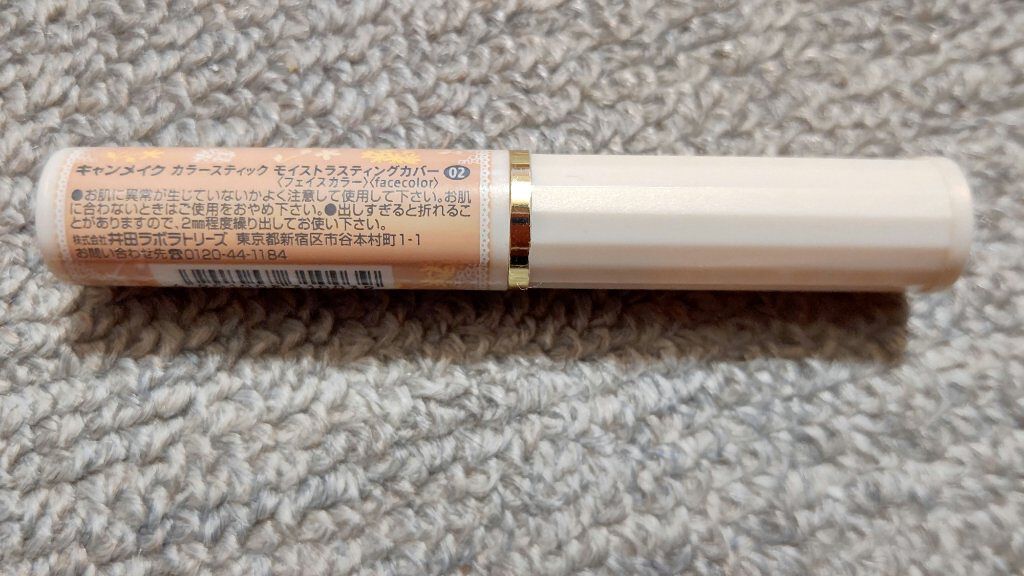 キャンメイク カラースティック モイストラスティングカバー 02
〈フェイスカラー〉〈facecolor〉
●お肌に異常が生じていないかよく注意して使用して下さい。お肌
に合わないときはご使用をおやめ下さい。●出しすぎると折れるこ
とがありますので、2mm程度繰り出してお使い下さい。
株式会社 井田ラボラトリーズ 東京都新宿区市谷本村町1-1
お問い合わせ先☎0120-44-1184